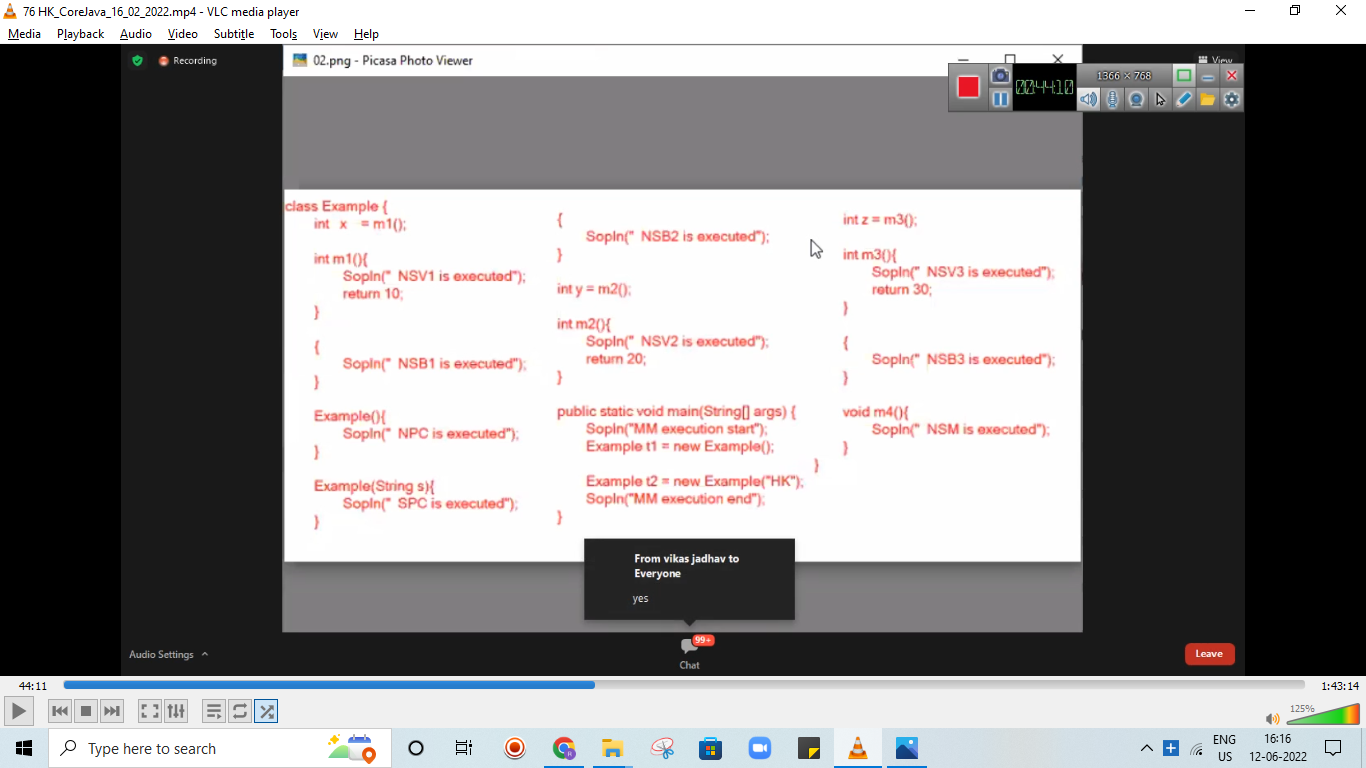 76 HK_CoreJava_16_02_2022.mp4 - VLC media player
Media Playback Audio Video Subtitle Tools View Help
Recording
02.png - Picasa Photo Viewer
View
1366 × 768
00:44:10
class Example {
int x = m1();
int m1(){
Sopln(" NSV1 is executed");
return 10;
}
{
Sopln(" NSB1 is executed");
}
Example(){
Sopln(" NPC is executed");
}
Example(String s){
Sopln(" SPC is executed");
}
{
Sopln(" NSB2 is executed");
}
int y = m2();
int m2(){
Sopln(" NSV2 is executed");
return 20;
}
public static void main(String[] args) {
Sopln("MM execution start");
Example t1 = new Example();
Example t2 = new Example("HK");
Sopln("MM execution end");
}
int z = m3();
int m3(){
Sopln(" NSV3 is executed");
return 30;
}
{
Sopln(" NSB3 is executed");
}
void m4(){
Sopln(" NSM is executed");
}
}
From vikas jadhav to
Everyone
yes
Audio Settings
99+
Chat
Leave
44:11
1:43:14
125%
Type here to search
ENG
US
16:16
12-06-2022